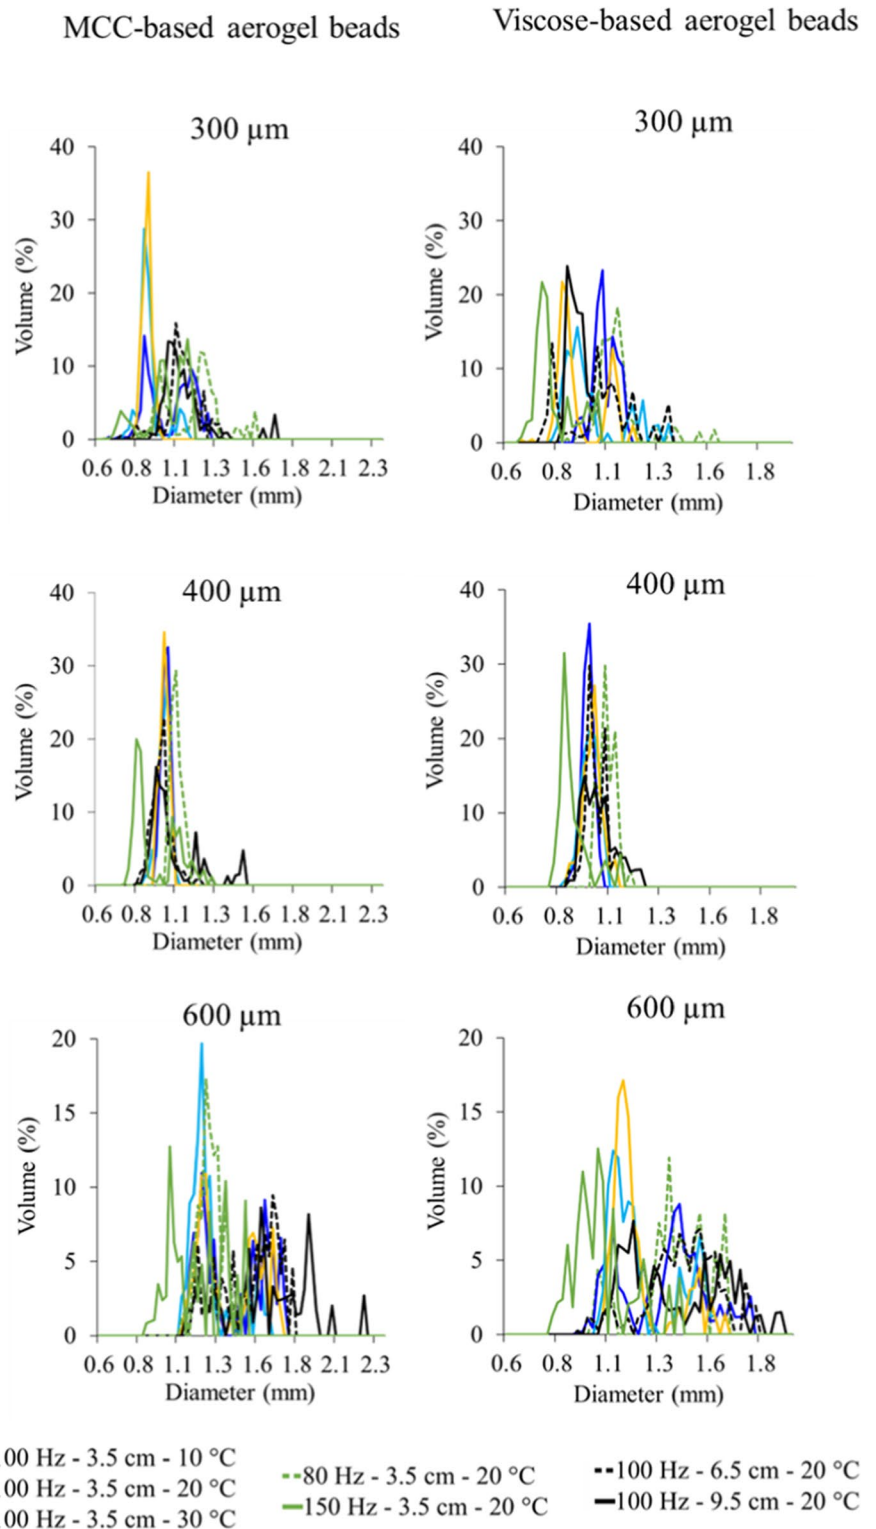 MCC-based aerogel beads
Viscose-based aerogel beads
300 µm
40
30
20
10
0
Volume (%)
0.6 0.8 1.1 1.3 1.6 1.8 2.1 2.3
Diameter (mm)
300 µm
40
30
20
10
0
Volume (%)
0.6 0.8 1.1 1.3 1.6 1.8
Diameter (mm)
400 µm
40
30
20
10
0
Volume (%)
0.6 0.8 1.1 1.3 1.6 1.8 2.1 2.3
Diameter (mm)
400 µm
40
30
20
10
0
Volume (%)
0.6 0.8 1.1 1.3 1.6 1.8
Diameter (mm)
600 µm
20
15
10
5
0
Volume (%)
0.6 0.8 1.1 1.3 1.6 1.8 2.1 2.3
Diameter (mm)
600 µm
20
15
10
5
0
Volume (%)
0.6 0.8 1.1 1.3 1.6 1.8
Diameter (mm)
00 Hz - 3.5 cm - 10 °C
00 Hz - 3.5 cm - 20 °C
00 Hz - 3.5 cm - 30 °C
80 Hz - 3.5 cm - 20 °C
150 Hz - 3.5 cm - 20 °C
100 Hz - 6.5 cm - 20 °C
100 Hz - 9.5 cm - 20 °C